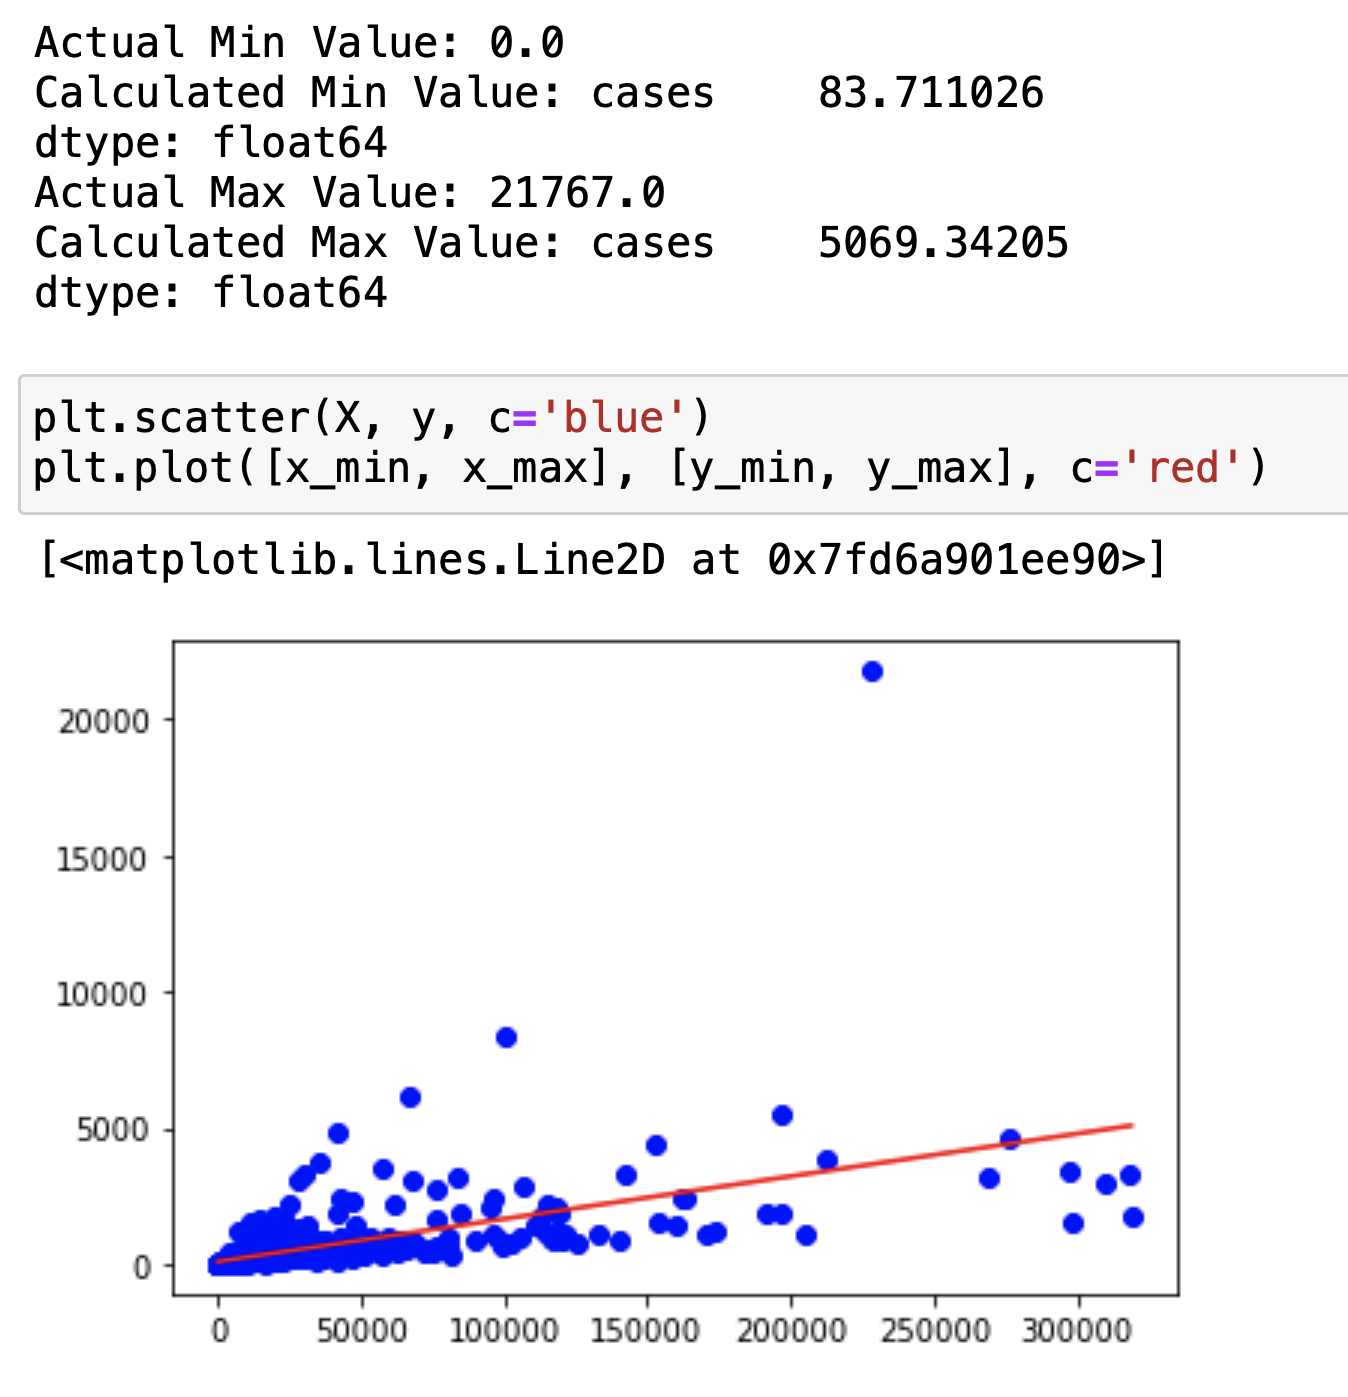 Actual Min Value: 0.0
Calculated Min Value: cases    83.711026
dtype: float64
Actual Max Value: 21767.0
Calculated Max Value: cases    5069.34205
dtype: float64
plt.scatter(X, y, c='blue')
plt.plot([x_min, x_max], [y_min, y_max], c='red')
[<matplotlib.lines.Line2D at 0x7fd6a901ee90>]
20000
15000
10000
5000
0
0 50000 100000 150000 200000 250000 300000